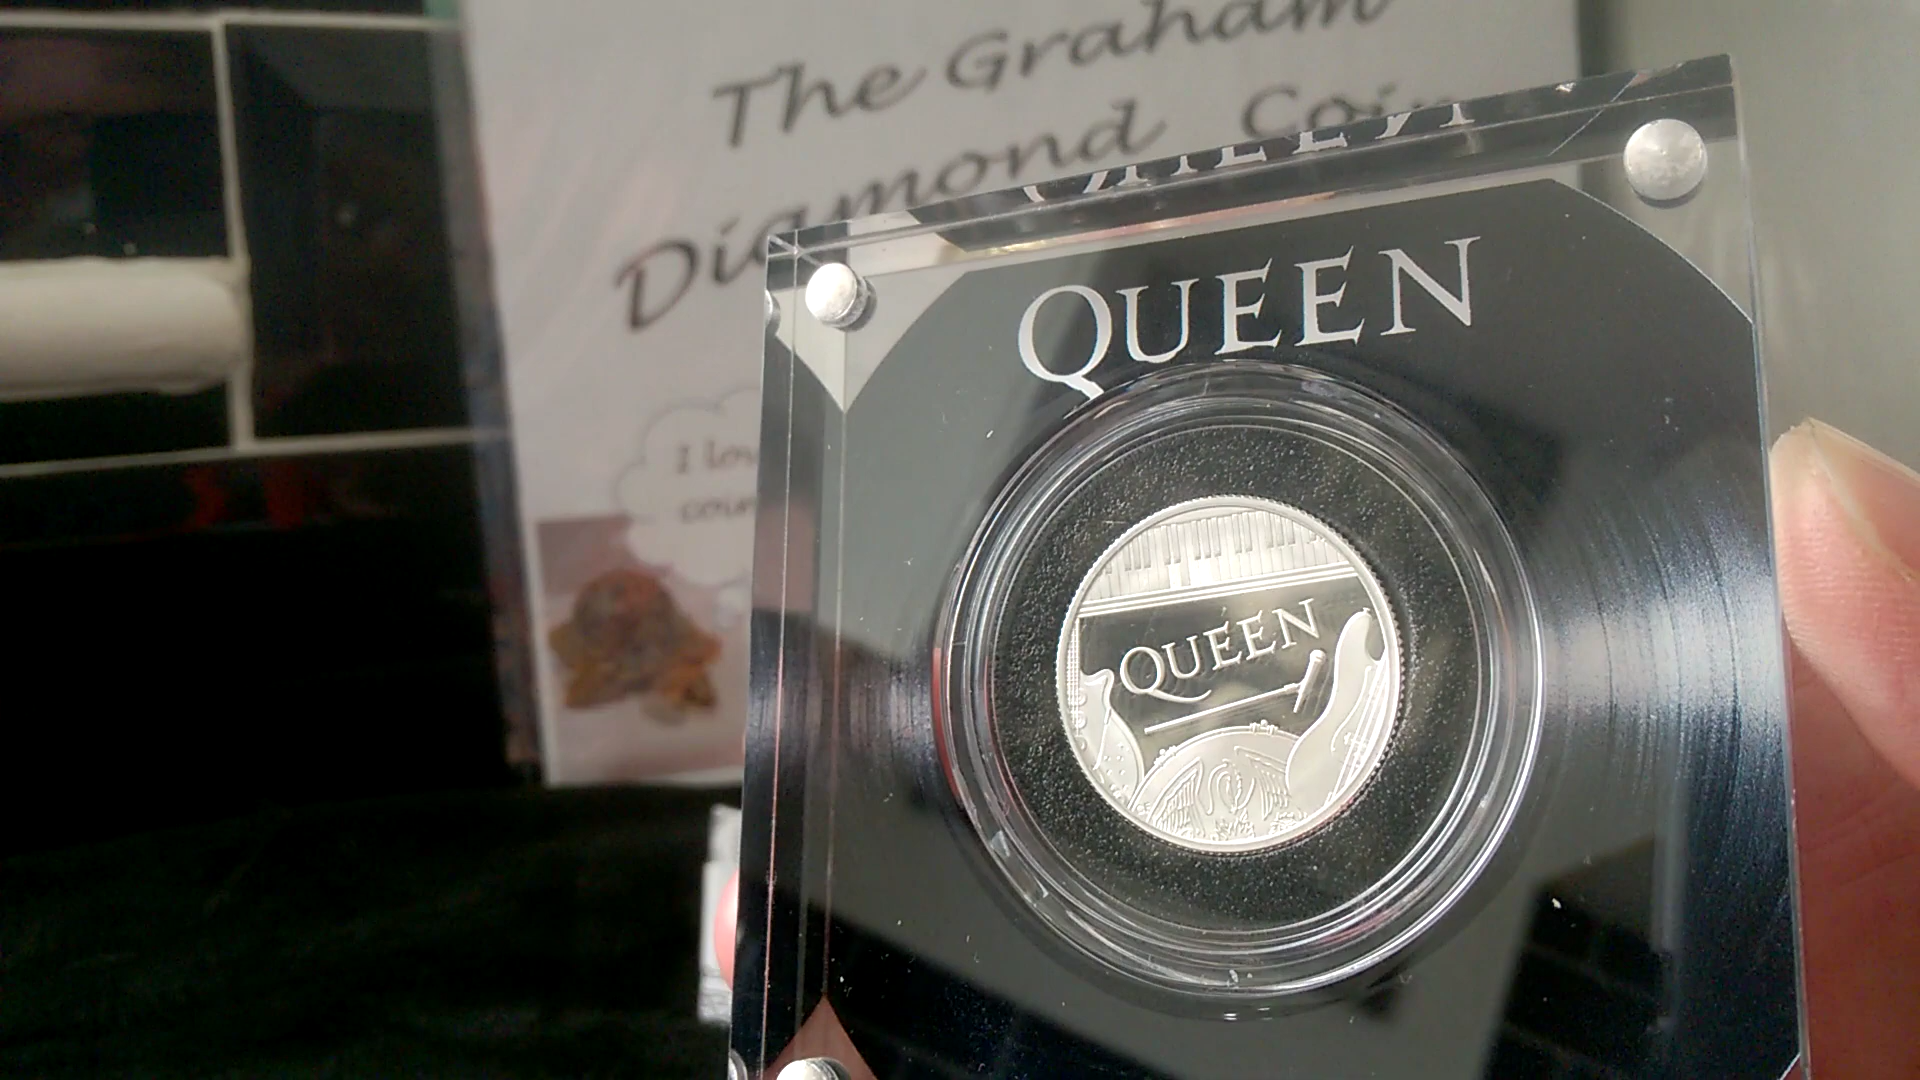 The Graham
Diamond Coin
I
QUEEN
QUEEN